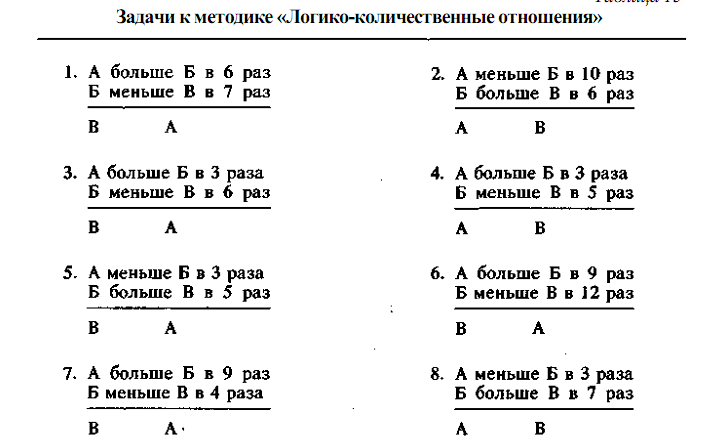 Задачи к методике «Логико-количественные отношения»
1. А больше Б в 6 раз
Б меньше В в 7 раз
В А
2. А меньше Б в 10 раз
Б больше В в 6 раз
А В
3. А больше Б в 3 раза
Б меньше В в 6 раз
В А
4. А больше Б в 3 раза
Б меньше В в 5 раз
А В
5. А меньше Б в 3 раза
Б больше В в 5 раз
В А
6. А больше Б в 9 раз
Б меньше В в 12 раз
В А
7. А больше Б в 9 раз
Б меньше В в 4 раза
В А
8. А меньше Б в 3 раза
Б больше В в 7 раз
А В